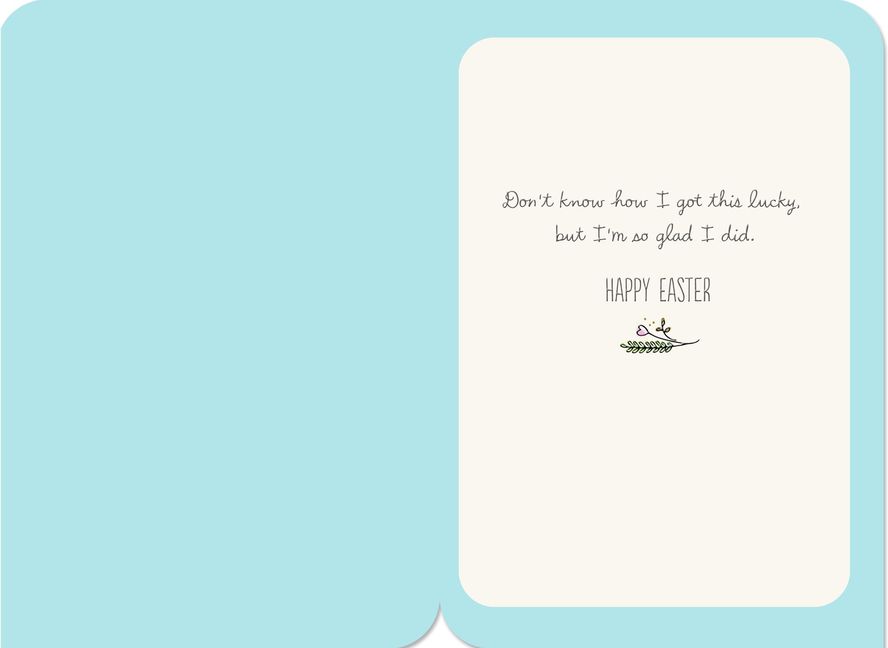 Don't know how I got this lucky,
but I'm so glad I did.
HAPPY EASTER